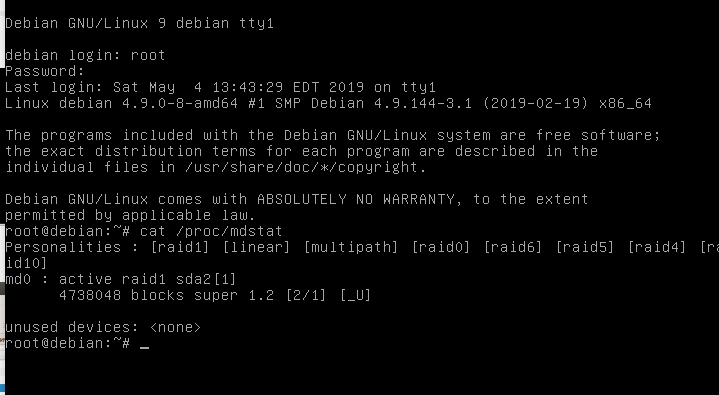 Debian GNU/Linux 9 debian tty1
debian login: root
Password:
Last login: Sat May  4 13:43:29 EDT 2019 on tty1
Linux debian 4.9.0-8-amd64 #1 SMP Debian 4.9.144-3.1 (2019-02-19) x86_64
The programs included with the Debian GNU/Linux system are free software;
the exact distribution terms for each program are described in the
individual files in /usr/share/doc/*/copyright.
Debian GNU/Linux comes with ABSOLUTELY NO WARRANTY, to the extent
permitted by applicable law.
root@debian:~# cat /proc/mdstat
Personalities : [raid1] [linear] [multipath] [raid0] [raid6] [raid5] [raid4] [ra
id10]
md0 : active raid1 sda2[1]
      4738048 blocks super 1.2 [2/1] [_U]
unused devices: <none>
root@debian:~# _